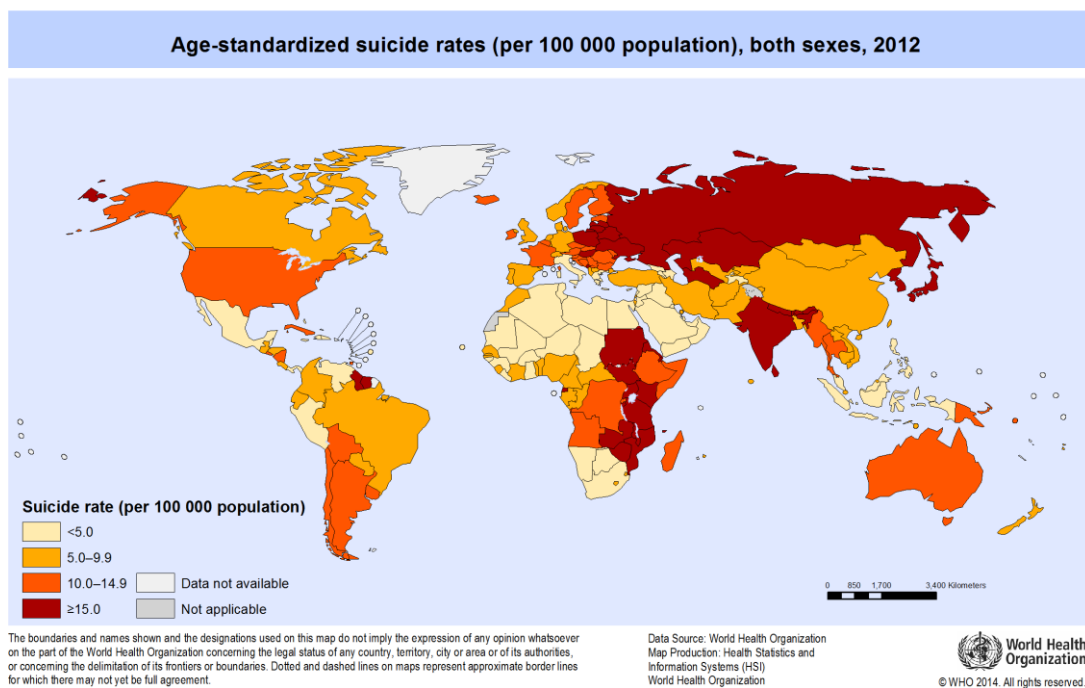 Age-standardized suicide rates (per 100 000 population), both sexes, 2012
Suicide rate (per 100 000 population)
<5.0
5.0–9.9
10.0–14.9
≥15.0
Data not available
Not applicable
0 850 1,700 3,400 Kilometers
The boundaries and names shown and the designations used on this map do not imply the expression of any opinion whatsoever
on the part of the World Health Organization concerning the legal status of any country, territory, city or area or of its authorities,
or concerning the delimitation of its frontiers or boundaries. Dotted and dashed lines on maps represent approximate border lines
for which there may not yet be full agreement.
Data Source: World Health Organization
Map Production: Health Statistics and
Information Systems (HSI)
World Health Organization
World Health
Organization
© WHO 2014. All rights reserved.